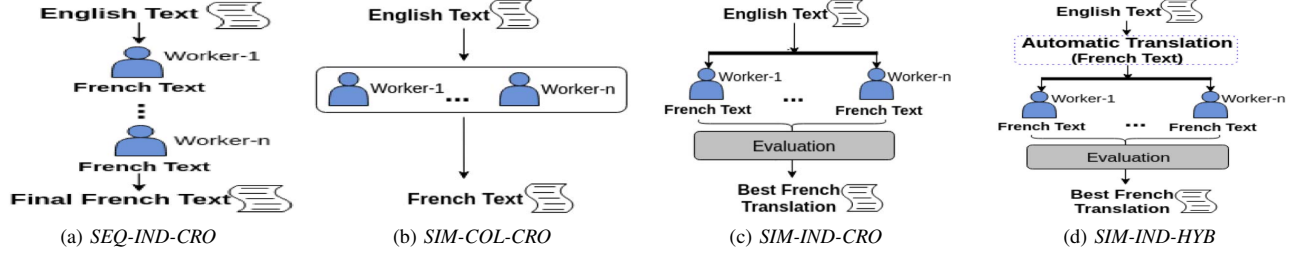 English Text
Worker-1
French Text
Worker-n
French Text
Final French Text
(a) SEQ-IND-CRO
English Text
Worker-1 ... Worker-n
French Text
(b) SIM-COL-CRO
English Text
Worker-1 Worker-n
French Text ... French Text
Evaluation
Best French
Translation
(c) SIM-IND-CRO
English Text
Automatic Translation
(French Text)
Worker-1 Worker-n
French Text ... French Text
Evaluation
Best French
Translation
(d) SIM-IND-HYB